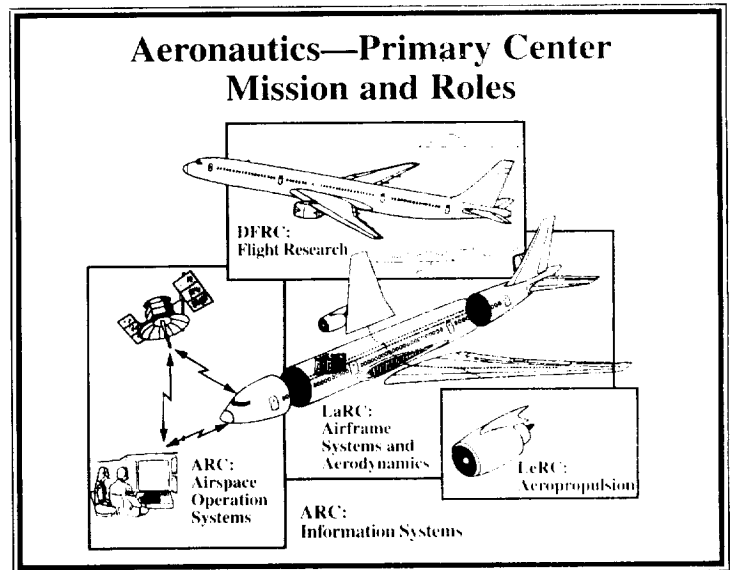 Aeronautics—Primary Center
Mission and Roles
DFRC:
Flight Research
ARC:
Airspace
Operation
Systems
LaRC:
Airframe
Systems and
Aerodynamics
LeRC:
Aeropropulsion
ARC:
Information Systems